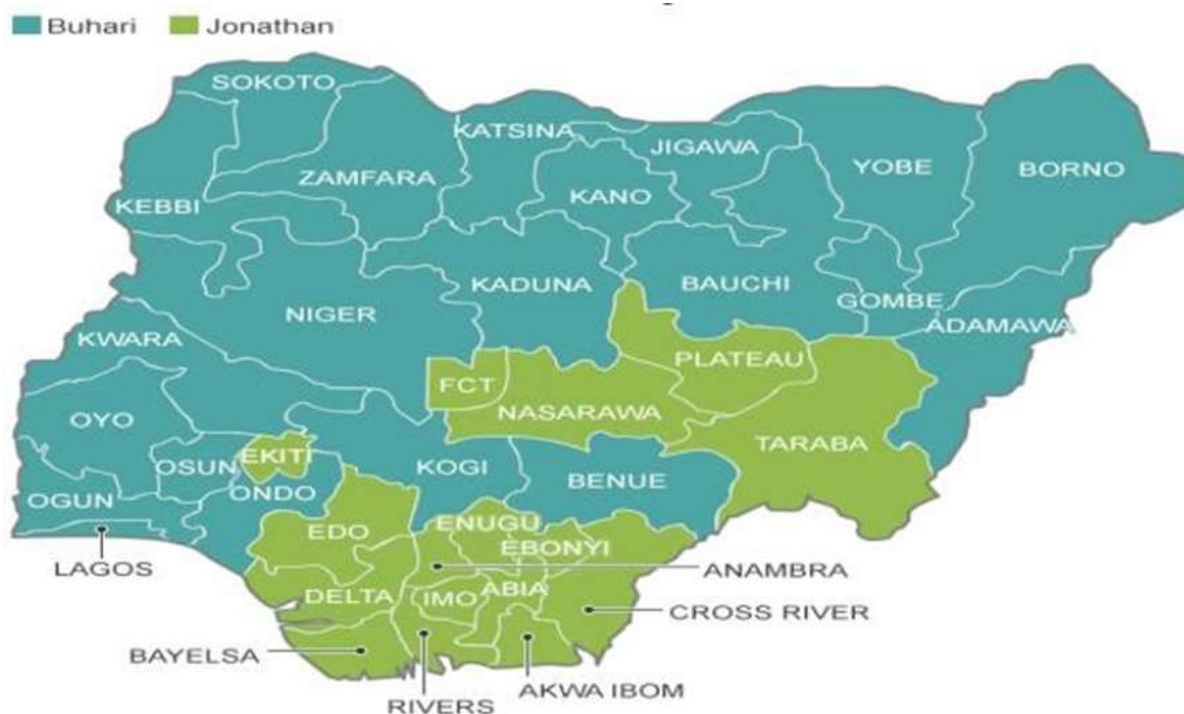 Buhari Jonathan
SOKOTO
KATSINA
JIGAWA
YOBE
BORNO
ZAMFARA
KANO
KEBBI
KADUNA
BAUCHI
GOMBE
NIGER
ADAMAWA
KWARA
PLATEAU
FCT
NASARAWA
OYO
TARABA
OSUN
EKITI
KOGI
BENUE
OGUN
ONDO
EDO
ENUGU
EBONYI
LAGOS
ANAMBRA
DELTA
IMO
ABIA
CROSS RIVER
BAYELSA
AKWA IBOM
RIVERS